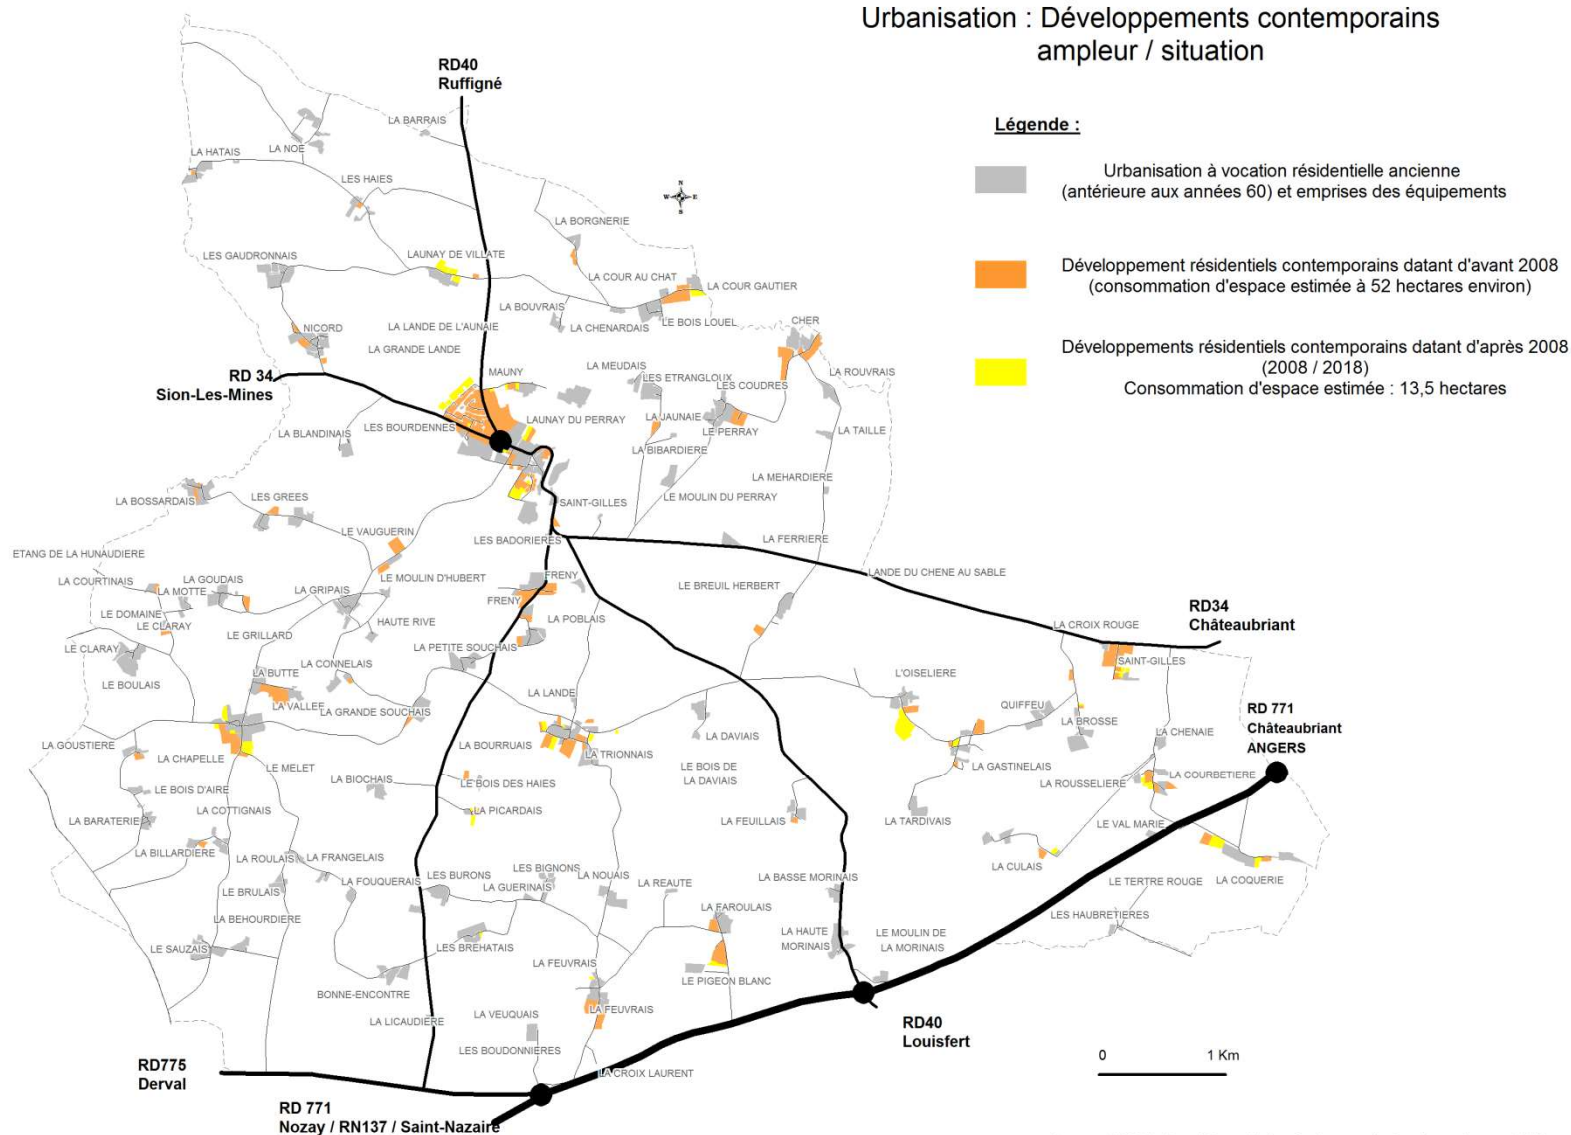 Urbanisation : Développements contemporains
ampleur / situation
Légende :
Urbanisation à vocation résidentielle ancienne
(antérieure aux années 60) et emprises des équipements
Développement résidentiels contemporains datant d'avant 2008
(consommation d'espace estimée à 52 hectares environ)
Développements résidentiels contemporains datant d'après 2008
(2008 / 2018)
Consommation d'espace estimée : 13,5 hectares
RD40
Ruffigné
LA BARRAIS
LA NOE
LA HATAIS
LES HAIES
N
W
E
S
LA BORGNERIE
LES GAUDRONNAIS
LAUNAY DE VILLATE
LA COUR AU CHAT
LA COUR GAUTIER
LA BOUVRAIS
LE BOIS LOUEL
CHER
LA CHENARDAIS
NICORD
LA LANDE DE L'AUNAIE
LA GRANDE LANDE
LA MEUDAIS
LA ROUVRAIS
RD 34
Sion-Les-Mines
MAUNY
LES ETRANGLOUX
LES COUDRES
LAUNAY DU PERRAY
LA JAUNAIE
LES BOURDENNES
LE PERRAY
LA TAILLE
LA BLANDINAIS
LA BIBARDIERE
LA MEHARDIERE
LA BOSSARDAIS
LES GREES
SAINT-GILLES
LE MOULIN DU PERRAY
LE VAUGUERIN
LES BADORIERES
LA FERRIERE
ETANG DE LA HUNAUDIERE
LANDE DU CHENE AU SABLE
LA COURTINAIS
LA GOUDAIS
LE MOULIN D'HUBERT
FRENY
LE BREUIL HERBERT
LA MOTTE
LA GRIPAIS
FRENY
RD34
Châteaubriant
LE DOMAINE
LE CLARAY
HAUTE RIVE
LA POBLAIS
LA CROIX ROUGE
LE GRILLARD
LE CLARAY
LA PETITE SOUCHAIS
SAINT-GILLES
LA CONNELAIS
LA BUTTE
L'OISELIERE
LE BOULAIS
LA LANDE
LA VALLEE
LA GRANDE SOUCHAIS
QUIFFEU
RD 771
Châteaubriant
ANGERS
LA BROSSE
LA DAVIAIS
LA CHENAIE
LA GOUSTIERE
LA BOURRUAIS
LA TRIONNAIS
LA CHAPELLE
LE MELET
LE BOIS DE
LA DAVIAIS
LA GASTINELAIS
LA COURBETIERE
LA BIOCHAIS
LE BOIS DES HAIES
LA ROUSSELIERE
LE BOIS D'AIRE
LA COTTIGNAIS
LA PICARDAIS
LA BARATERIE
LA FEUILLAIS
LA TARDIVAIS
LE VAL MARIE
LA BILLARDIERE
LA ROULAIS
LA FRANGELAIS
LES BIGNONS
LA CULAIS
LA BASSE MORINAIS
LA NOUAIS
LA REAUTE
LE TERTRE ROUGE
LA COQUERIE
LE BRULAIS
LA FOUQUERAIS
LES BURONS
LA GUERINAIS
LA FAROULAIS
LES HAUBRETIERES
LA BEHOURDIERE
LA HAUTE
MORINAIS
LE MOULIN DE
LA MORINAIS
LE SAUZAIS
LES BREHATAIS
LA FEUVRAIS
LE PIGEON BLANC
BONNE-ENCONTRE
LA FEUVRAIS
LA VEUQUAIS
LA LICAUDIERE
RD40
Louisfert
LES BOUDONNIERES
0
1 Km
RD775
Derval
LA CROIX LAURENT
RD 771
Nozay / RN137 / Saint-Nazaire